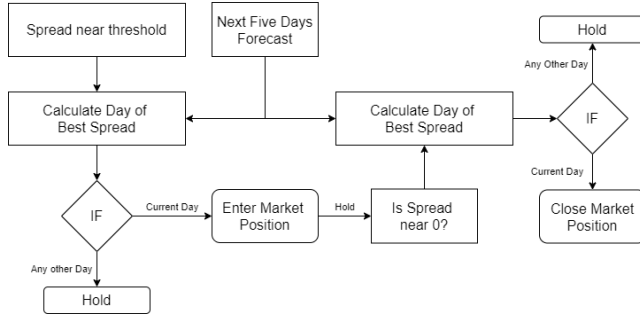 Spread near threshold
Next Five Days
Forecast
Hold
Any Other Day
Calculate Day of
Best Spread
Calculate Day of
Best Spread
IF
Current Day
IF
Current Day
Enter Market
Position
Hold
Is Spread
near 0?
Close Market
Position
Any other Day
Hold